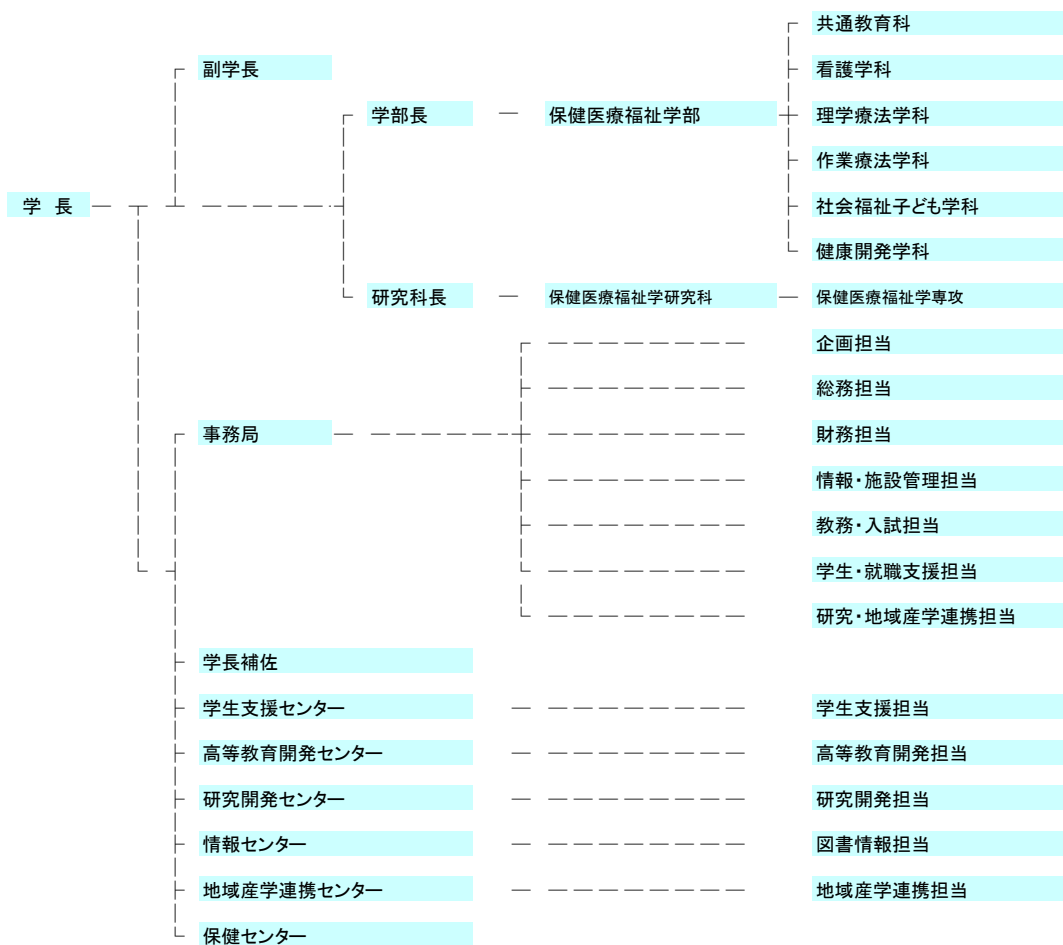 共通教育科
副学長
看護学科
学部長
保健医療福祉学部
理学療法学科
作業療法学科
学 長
社会福祉子ども学科
健康開発学科
研究科長
保健医療福祉学研究科
保健医療福祉学専攻
企画担当
総務担当
事務局
財務担当
情報・施設管理担当
教務・入試担当
学生・就職支援担当
研究・地域産学連携担当
学長補佐
学生支援センター
学生支援担当
高等教育開発センター
高等教育開発担当
研究開発センター
研究開発担当
情報センター
図書情報担当
地域産学連携センター
地域産学連携担当
保健センター